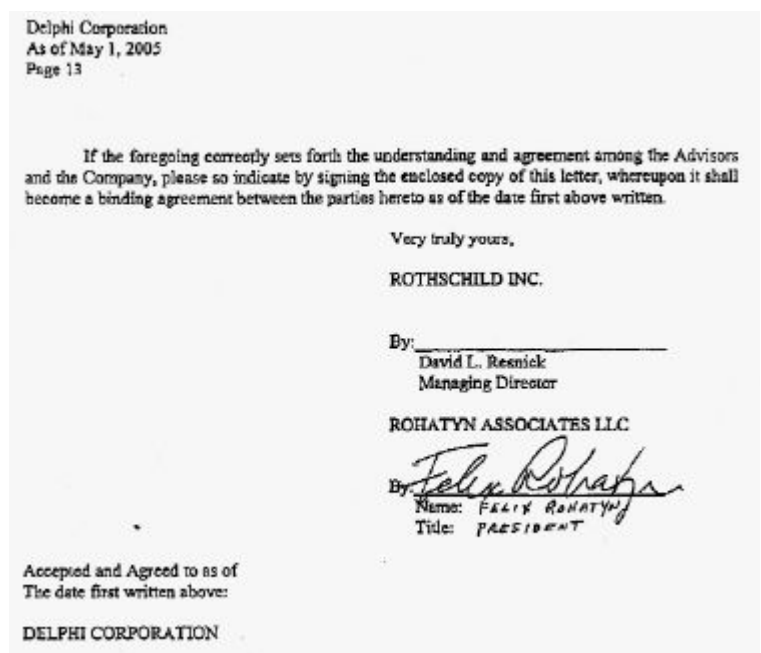 Delphi Corporation
As of May 1, 2005
Page 13
If the foregoing correctly sets forth the understanding and agreement among the Advisors
and the Company, please so indicate by signing the enclosed copy of this letter, whereupon it shall
become a binding agreement between the parties hereto as of the date first above written.
Very truly yours,
ROTHSCHILD INC.
By:
David L. Resnick
Managing Director
ROHATYN ASSOCIATES LLC
By: Felix Rohatyn
Name: FELIX ROHATYN
Title: PRESIDENT
Accepted and Agreed to as of
The date first written above:
DELPHI CORPORATION